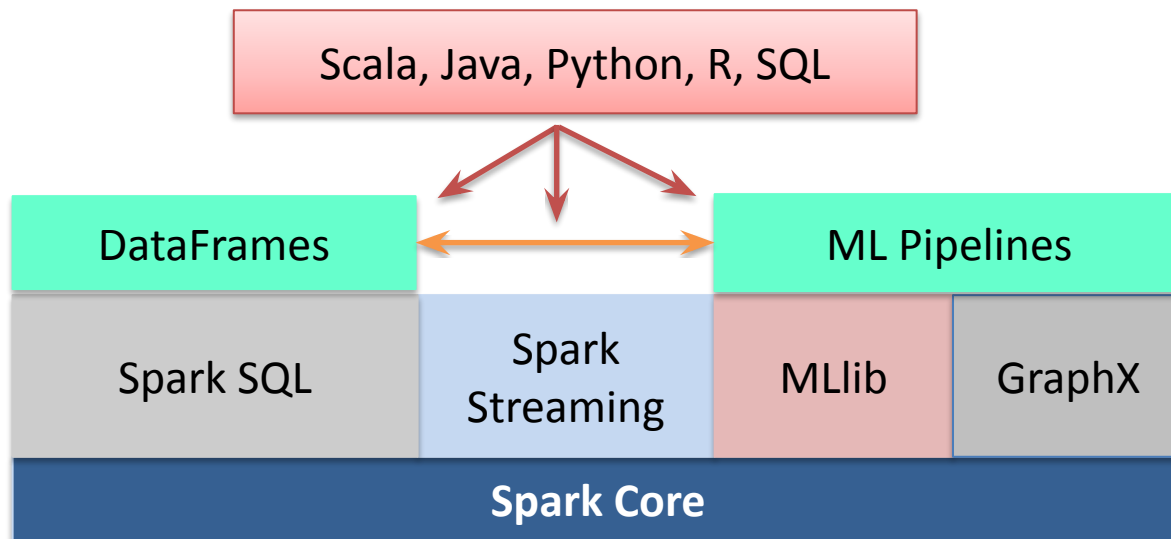 Scala, Java, Python, R, SQL
DataFrames
ML Pipelines
Spark SQL
Spark
Streaming
MLlib
GraphX
Spark Core